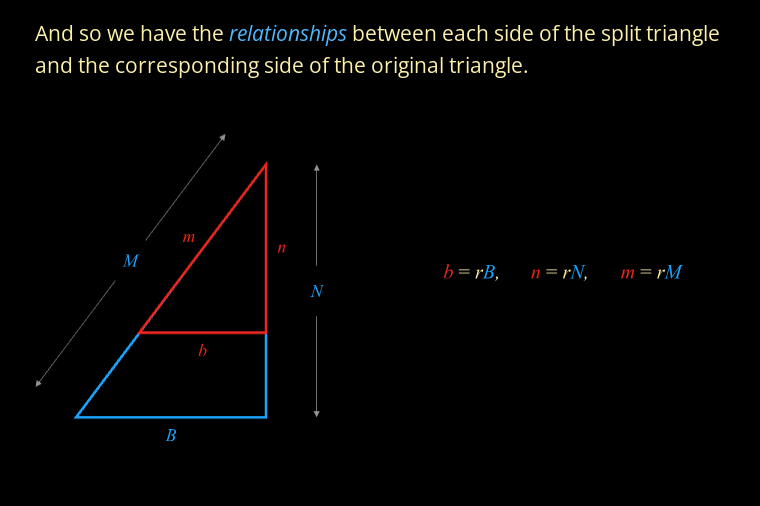 And so we have the relationships between each side of the split triangle
and the corresponding side of the original triangle.
m
n
M
b = rB, n = rN, m = rM
N
b
B